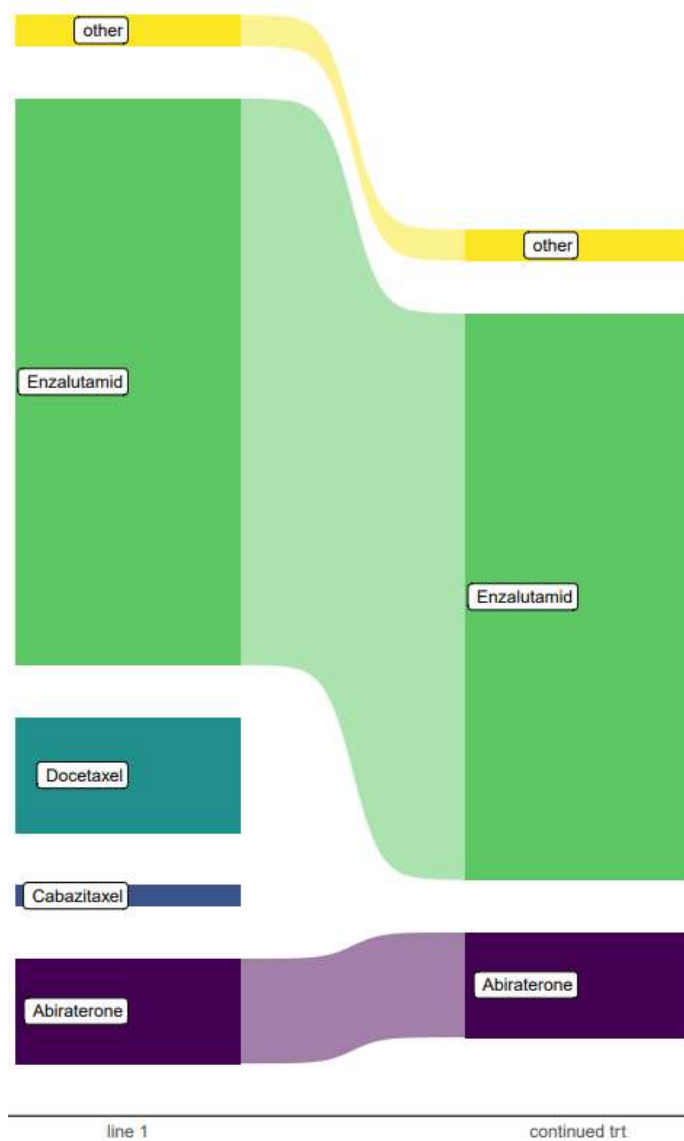 other
other
Enzalutamid
Enzalutamid
Docetaxel
Cabazitaxel
Abiraterone
Abiraterone
line 1
continued trt